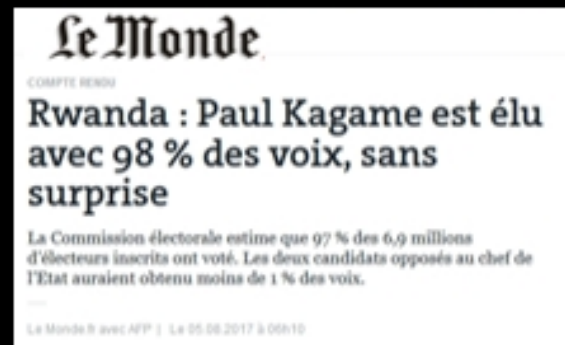 Le Monde
COMPTE RENDU
Rwanda : Paul Kagame est élu
avec 98 % des voix, sans
surprise
La Commission électorale estime que 97 % des 6,9 millions
d'électeurs inscrits ont voté. Les deux candidats opposés au chef de
l'Etat auraient obtenu moins de 1 % des voix.
Le Monde.fr avec AFP | Le 05.08.2017 à 06h10